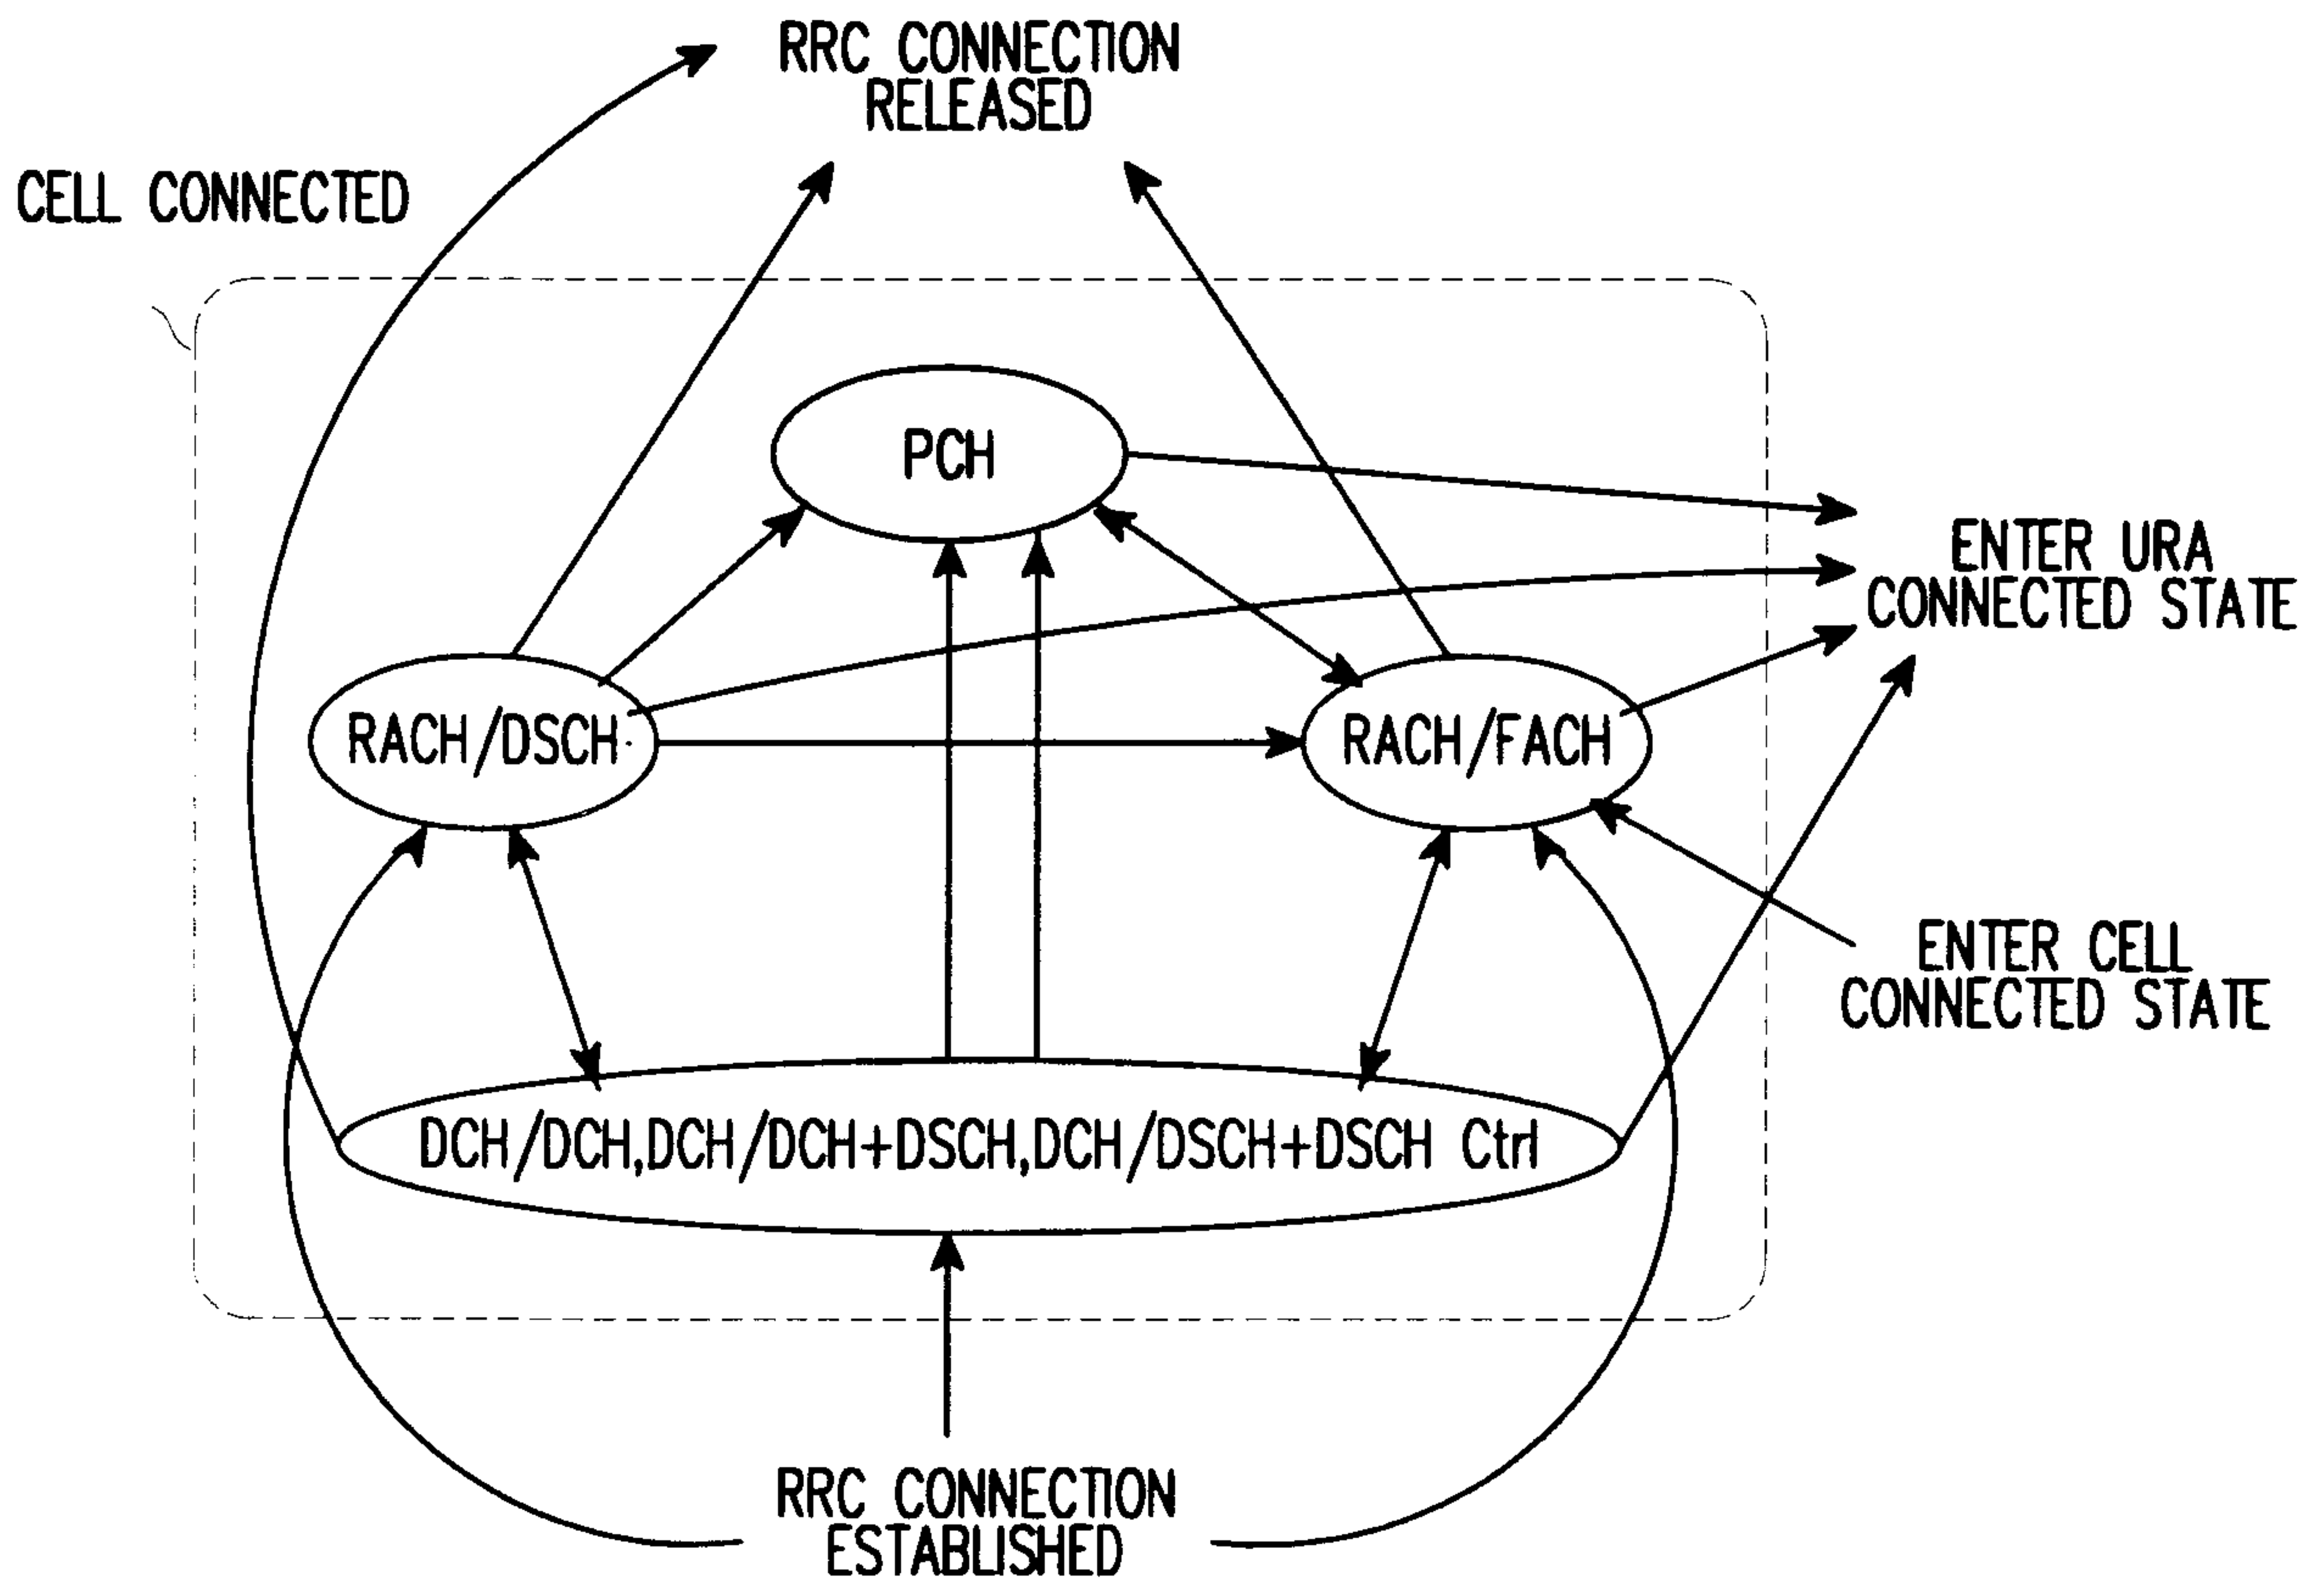 RRC CONNECTION
RELEASED
CELL CONNECTED
PCH
ENTER URA
CONNECTED STATE
RACH/DSCH
RACH/FACH
ENTER CELL
CONNECTED STATE
DCH/DCH,DCH/DCH+DSCH,DCH/DSCH+DSCH Ctrl
RRC CONNECTION
ESTABLISHED